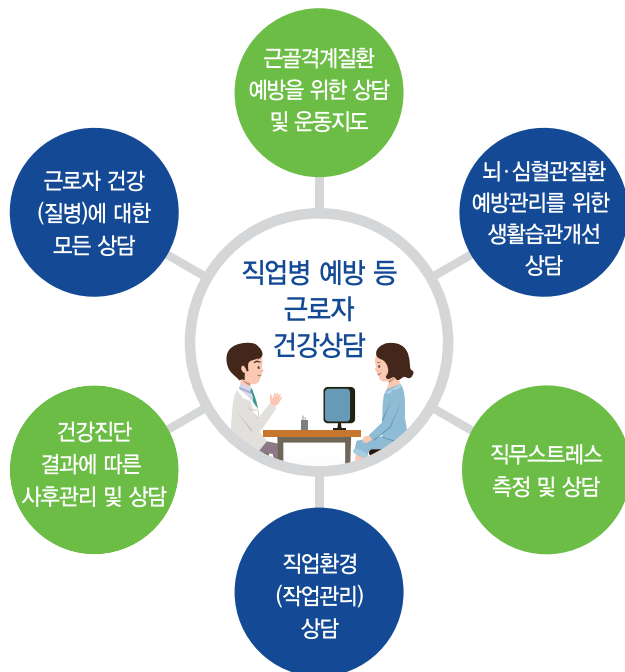 근골격계질환
예방을 위한 상담
및 운동지도
근로자 건강
(질병)에 대한
모든 상담
뇌·심혈관질환
예방관리를 위한
생활습관개선
상담
직업병 예방 등
근로자
건강상담
건강진단
결과에 따른
사후관리 및 상담
직무스트레스
측정 및 상담
직업환경
(작업관리)
상담